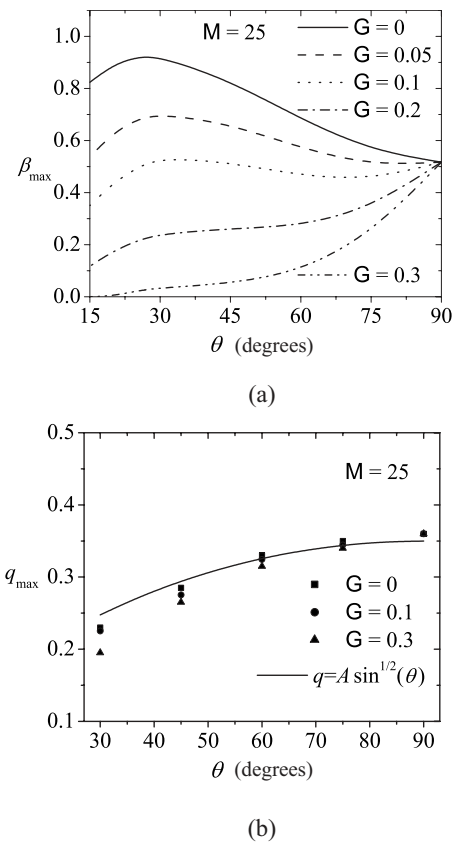 M = 25
G = 0
G = 0.05
G = 0.1
G = 0.2
G = 0.3
1.0
0.8
0.6
0.4
0.2
0.0
βmax
15 30 45 60 75 90
θ (degrees)
(a)
0.5
0.4
0.3
0.2
0.1
qmax
M = 25
G = 0
G = 0.1
G = 0.3
q=A sin^1/2(θ)
30 40 50 60 70 80 90
θ (degrees)
(b)